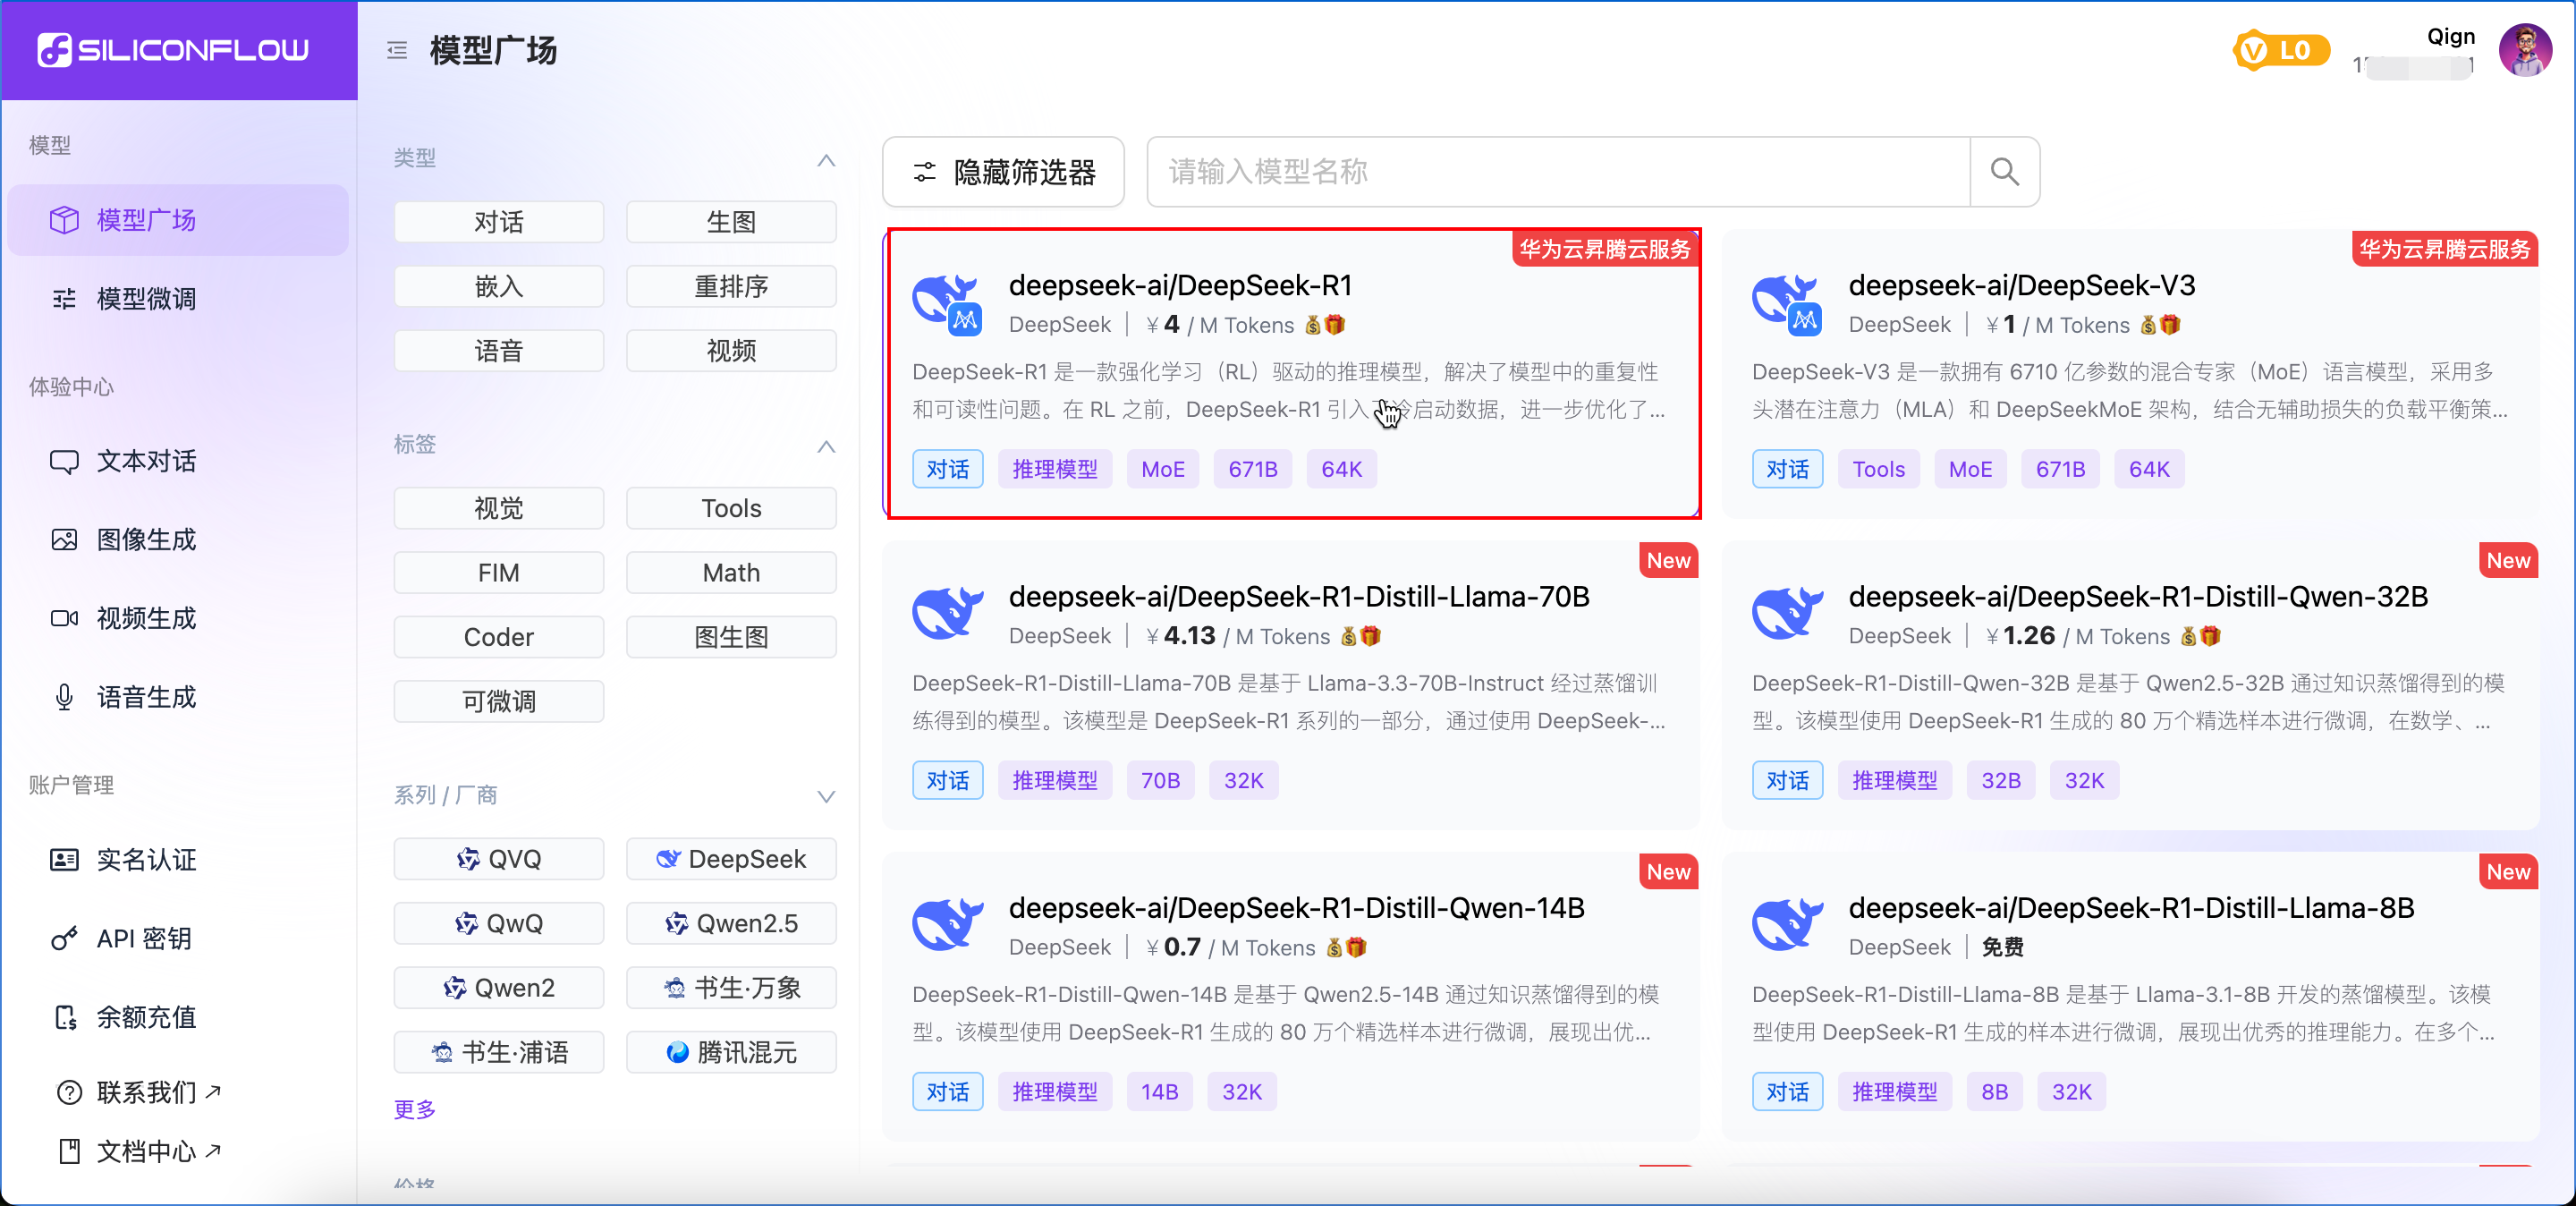 SILICONFLOW
模型广场
L0
Qign
模型
模型广场
模型微调
体验中心
文本对话
图像生成
视频生成
语音生成
账户管理
实名认证
API 密钥
余额充值
联系我们
文档中心
类型
对话
生图
嵌入
重排序
语音
视频
标签
视觉
Tools
FIM
Math
Coder
图生图
可微调
系列 / 厂商
QVQ
DeepSeek
QwQ
Qwen2.5
Qwen2
书生·万象
书生·浦语
腾讯混元
更多
价格
隐藏筛选器
请输入模型名称
华为云昇腾云服务
deepseek-ai/DeepSeek-R1
DeepSeek | ¥ 4 / M Tokens
DeepSeek-R1 是一款强化学习（RL）驱动的推理模型，解决了模型中的重复性
和可读性问题。在 RL 之前，DeepSeek-R1 引入 冷启动数据，进一步优化了...
对话 推理模型 MoE 671B 64K
华为云昇腾云服务
deepseek-ai/DeepSeek-V3
DeepSeek | ¥ 1 / M Tokens
DeepSeek-V3 是一款拥有 6710 亿参数的混合专家（MoE）语言模型，采用多
头潜在注意力（MLA）和 DeepSeekMoE 架构，结合无辅助损失的负载平衡策...
对话 Tools MoE 671B 64K
New
deepseek-ai/DeepSeek-R1-Distill-Llama-70B
DeepSeek | ¥ 4.13 / M Tokens
DeepSeek-R1-Distill-Llama-70B 是基于 Llama-3.3-70B-Instruct 经过蒸馏训
练得到的模型。该模型是 DeepSeek-R1 系列的一部分，通过使用 DeepSeek-...
对话 推理模型 70B 32K
New
deepseek-ai/DeepSeek-R1-Distill-Qwen-32B
DeepSeek | ¥ 1.26 / M Tokens
DeepSeek-R1-Distill-Qwen-32B 是基于 Qwen2.5-32B 通过知识蒸馏得到的模
型。该模型使用 DeepSeek-R1 生成的 80 万个精选样本进行微调，在数学、...
对话 推理模型 32B 32K
New
deepseek-ai/DeepSeek-R1-Distill-Qwen-14B
DeepSeek | ¥ 0.7 / M Tokens
DeepSeek-R1-Distill-Qwen-14B 是基于 Qwen2.5-14B 通过知识蒸馏得到的模
型。该模型使用 DeepSeek-R1 生成的 80 万个精选样本进行微调，展现出优...
对话 推理模型 14B 32K
New
deepseek-ai/DeepSeek-R1-Distill-Llama-8B
DeepSeek | 免费
DeepSeek-R1-Distill-Llama-8B 是基于 Llama-3.1-8B 开发的蒸馏模型。该模
型使用 DeepSeek-R1 生成的样本进行微调，展现出优秀的推理能力。在多个...
对话 推理模型 8B 32K